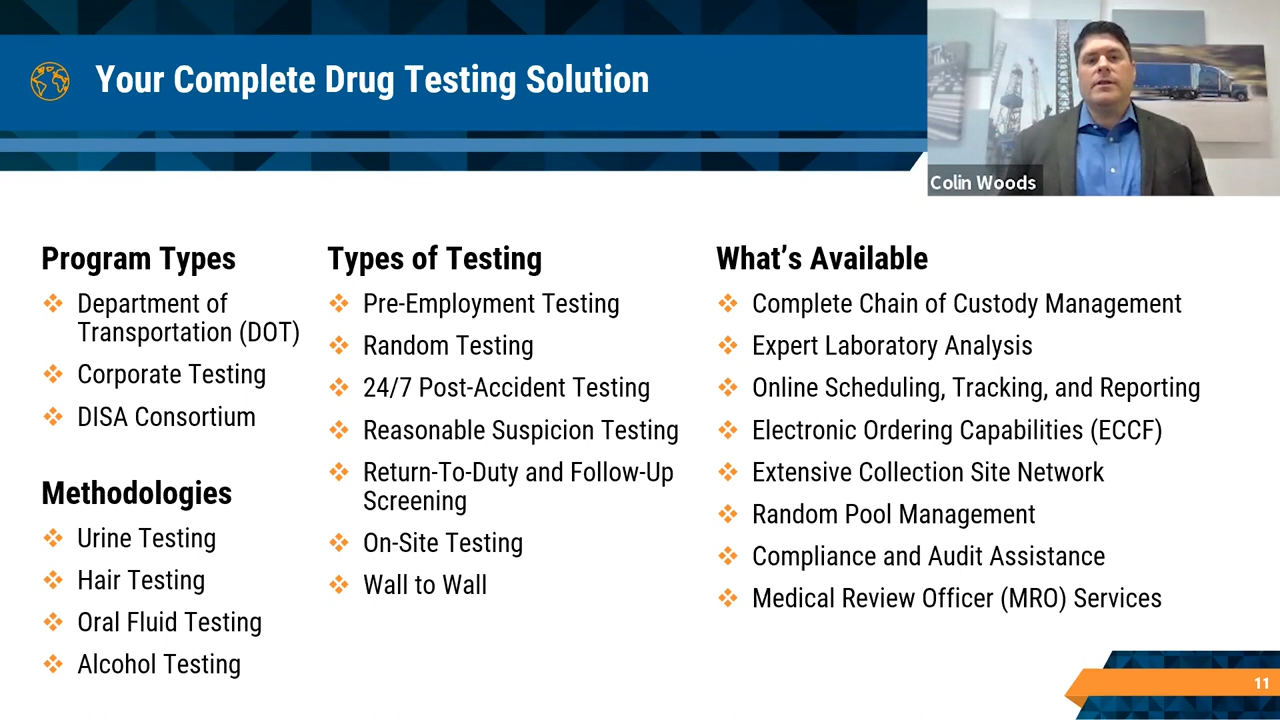 Your Complete Drug Testing Solution
Colin Woods
Program Types
Department of
Transportation (DOT)
Corporate Testing
DISA Consortium
Methodologies
Urine Testing
Hair Testing
Oral Fluid Testing
Alcohol Testing
Types of Testing
Pre-Employment Testing
Random Testing
24/7 Post-Accident Testing
Reasonable Suspicion Testing
Return-To-Duty and Follow-Up
Screening
On-Site Testing
Wall to Wall
What’s Available
Complete Chain of Custody Management
Expert Laboratory Analysis
Online Scheduling, Tracking, and Reporting
Electronic Ordering Capabilities (ECCF)
Extensive Collection Site Network
Random Pool Management
Compliance and Audit Assistance
Medical Review Officer (MRO) Services
11